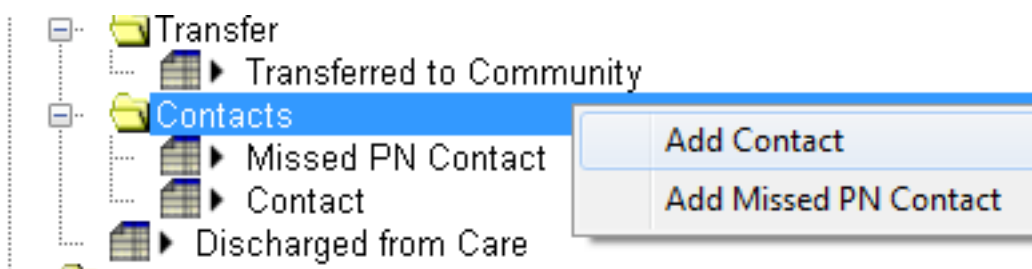 Transfer
Transferred to Community
Contacts
Add Contact
Missed PN Contact
Add Missed PN Contact
Contact
Discharged from Care